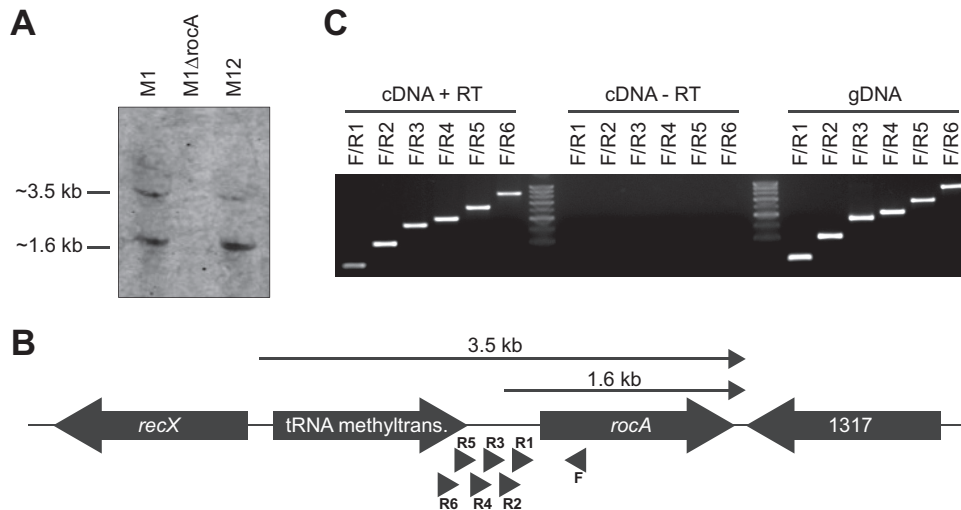 A
M1
M1ΔrocA
M12
~3.5 kb
~1.6 kb
C
cDNA + RT
cDNA - RT
gDNA
F/R1
F/R2
F/R3
F/R4
F/R5
F/R6
F/R1
F/R2
F/R3
F/R4
F/R5
F/R6
F/R1
F/R2
F/R3
F/R4
F/R5
F/R6
B
3.5 kb
1.6 kb
recX
tRNA methyltrans.
rocA
1317
R5
R3
R1
F
R6
R4
R2